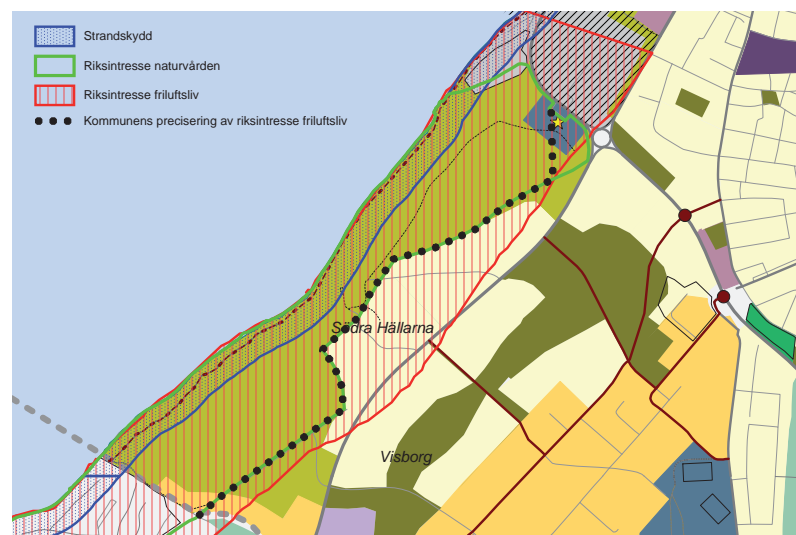 Strandskydd
Riksintresse naturvården
Riksintresse friluftsliv
Kommunens precisering av riksintresse friluftsliv
Södra Hällarna
Visborg